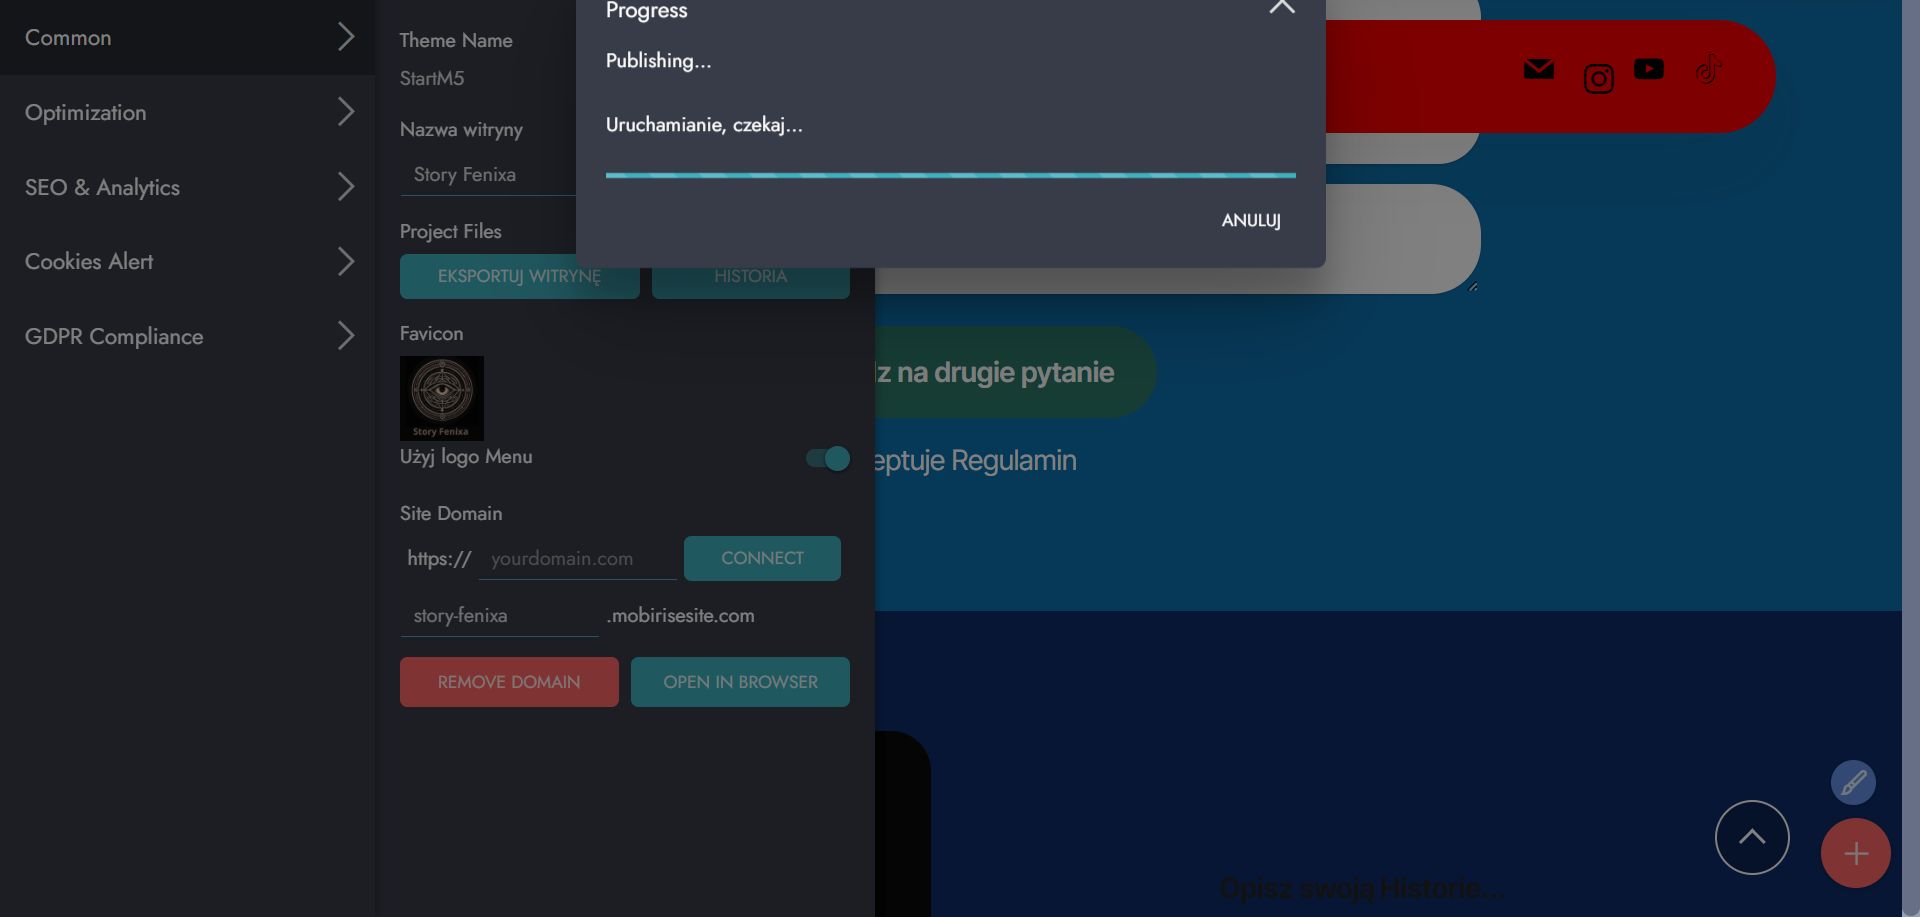 Common
Optimization
SEO & Analytics
Cookies Alert
GDPR Compliance
Theme Name
StartM5
Nazwa witryny
Story Fenixa
Project Files
EKSPORTUJ WITRYNĘ
HISTORIA
Favicon
Story Fenixa
Użyj logo Menu
Site Domain
https://
yourdomain.com
CONNECT
story-fenixa
.mobirisesite.com
REMOVE DOMAIN
OPEN IN BROWSER
Progress
Publishing...
Uruchamianie, czekaj...
ANULUJ
dz na drugie pytanie
eptuje Regulamin
Opisz swoją Historie...